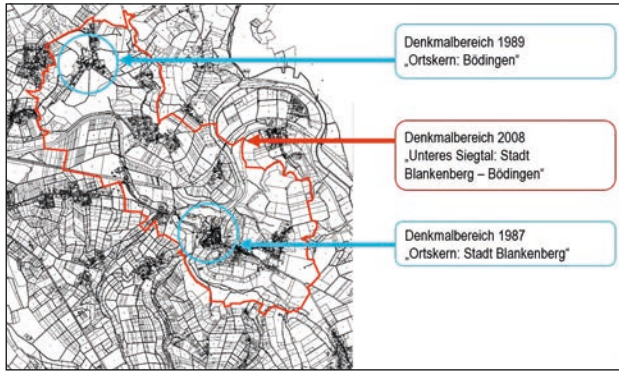 Denkmalbereich 1989
„Ortskern: Bödingen“
Denkmalbereich 2008
„Unteres Siegtal: Stadt
Blankenberg – Bödingen“
Denkmalbereich 1987
„Ortskern: Stadt Blankenberg“